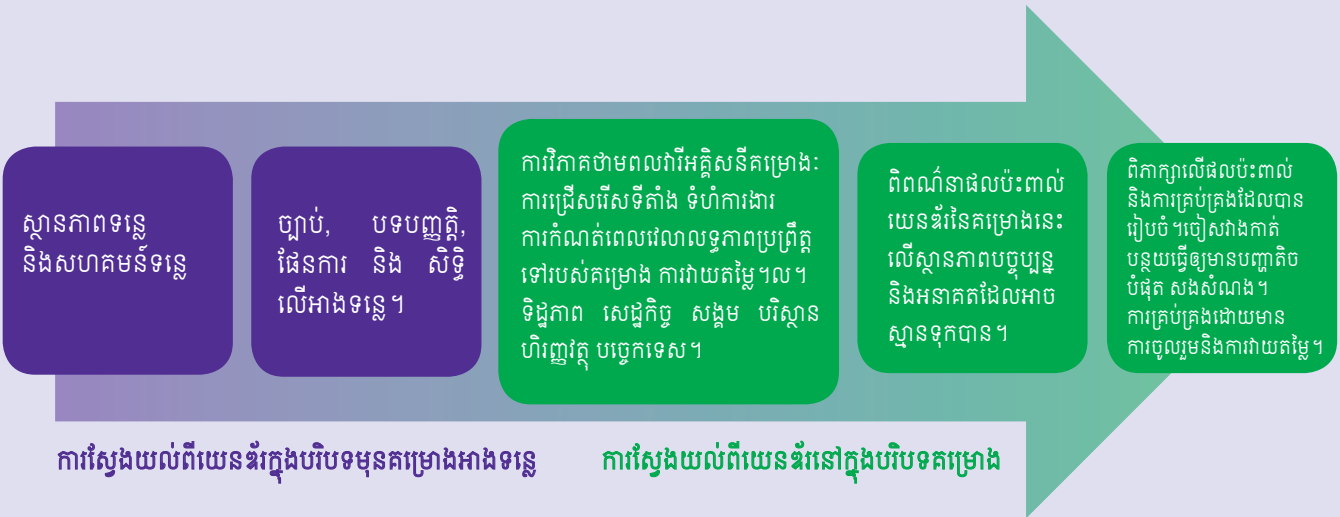 ស្ថានភាពទន្លេ
និងសហគមន៍ទន្លេ
ច្បាប់, បទបញ្ញត្តិ,
ផែនការ និង សិទ្ធិ
លើអាងទន្លេ។
ការវិភាគថាមពលវារីអគ្គិសនីគម្រោង:
ការជ្រើសរើសទីតាំង ទំហំការងារ
ការកំណត់ពេលវេលាលទ្ធភាពប្រព្រឹត្ត
ទៅរបស់គម្រោង ការវាយតម្លៃ។ល។
ទិដ្ឋភាព សេដ្ឋកិច្ច សង្គម បរិស្ថាន
ហិរញ្ញវត្ថុ បច្ចេកទេស។
ពិពណ៌នាផលប៉ះពាល់
យេនឌ័រនៃគម្រោងនេះ
លើស្ថានភាពបច្ចុប្បន្ន
និងអនាគតដែលអាច
ស្មានទុកបាន។
ពិភាក្សាលើផលប៉ះពាល់
និងការគ្រប់គ្រងដែលបាន
រៀបចំ។ចៀសវាងកាត់
បន្ថយធ្វើឲ្យមានបញ្ហាតិច
បំផុត សងសំណង។
ការគ្រប់គ្រងដោយមាន
ការចូលរួមនិងការវាយតម្លៃ។
ការស្វែងយល់ពីយេនឌ័រក្នុងបរិបទមុនគម្រោងអាងទន្លេ
ការស្វែងយល់ពីយេនឌ័រនៅក្នុងបរិបទគម្រោង